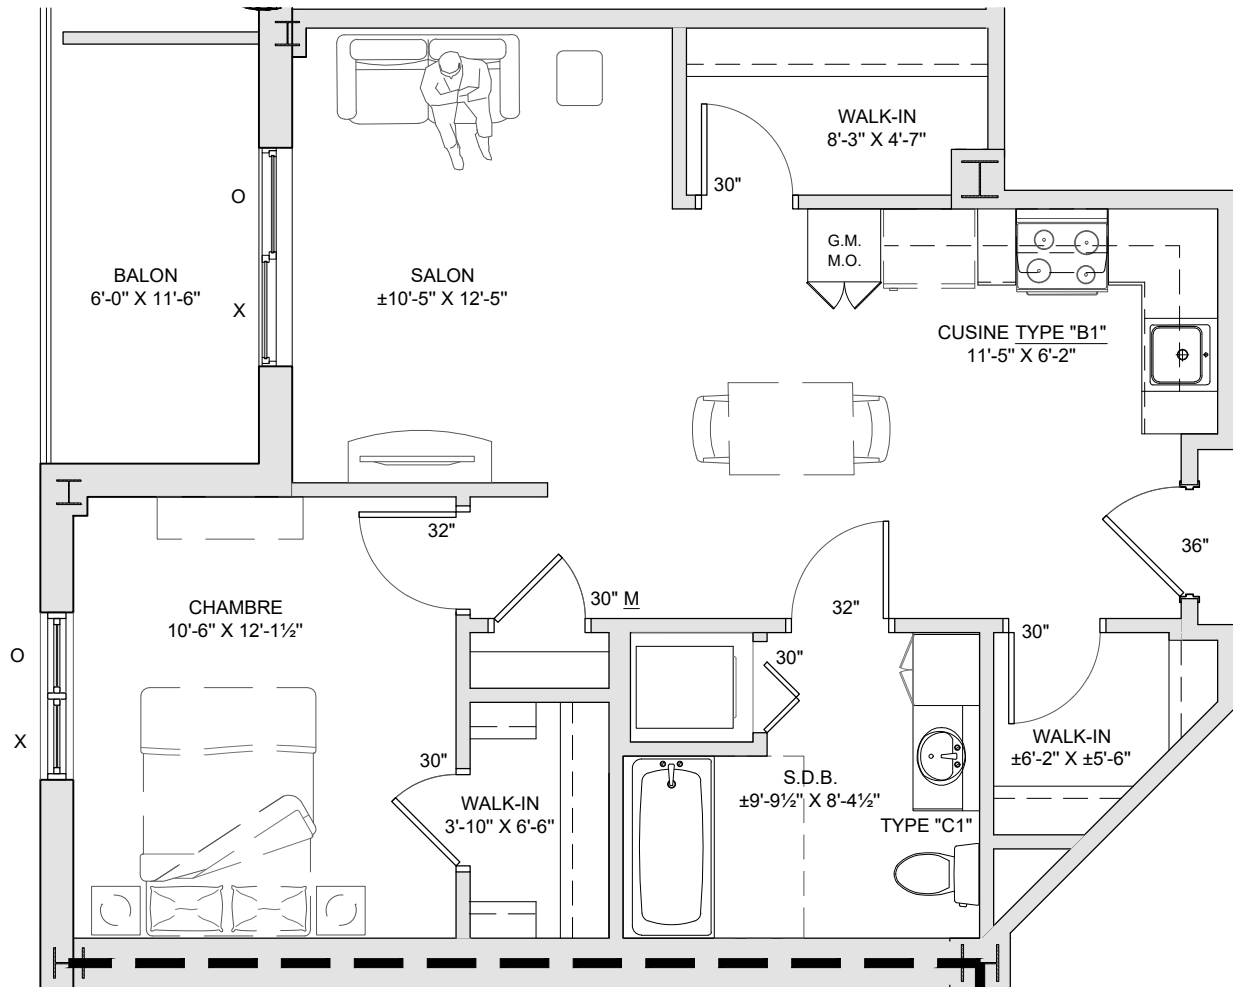 WALK-IN
8'-3" X 4'-7"
30"
O
G.M.
M.O.
BALON
6'-0" X 11'-6"
SALON
±10'-5" X 12'-5"
X
CUSINE TYPE "B1"
11'-5" X 6'-2"
32"
36"
CHAMBRE
10'-6" X 12'-1½"
30" M
32"
30"
O
30"
X
WALK-IN
±6'-2" X ±5'-6"
30"
S.D.B.
±9'-9½" X 8'-4½"
WALK-IN
3'-10" X 6'-6"
TYPE "C1"